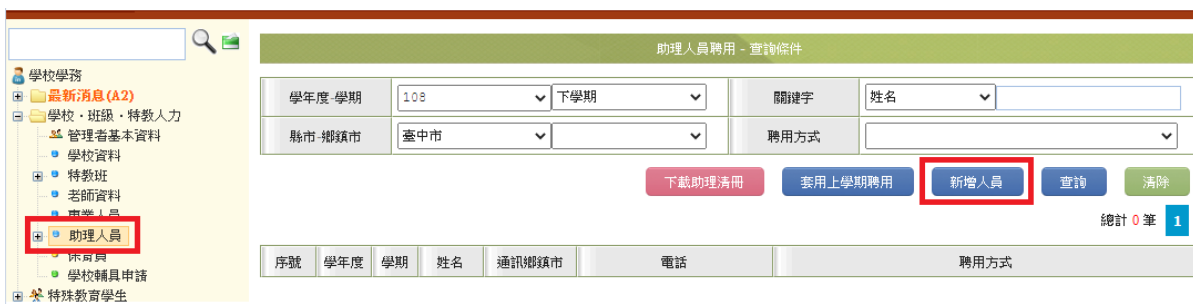 助理人員聘用 - 查詢條件
學校學務
最新消息(A2)
學校‧班級‧特教人力
管理者基本資料
學校資料
特教班
老師資料
專業人員
助理人員
保育員
學校輔具申請
特殊教育學生
學年度-學期 108 下學期 關鍵字 姓名
縣市-鄉鎮市 臺中市 聘用方式
下載助理清冊 套用上學期聘用 新增人員 查詢 清除
總計 0 筆 1
序號 學年度 學期 姓名 通訊鄉鎮市 電話 聘用方式